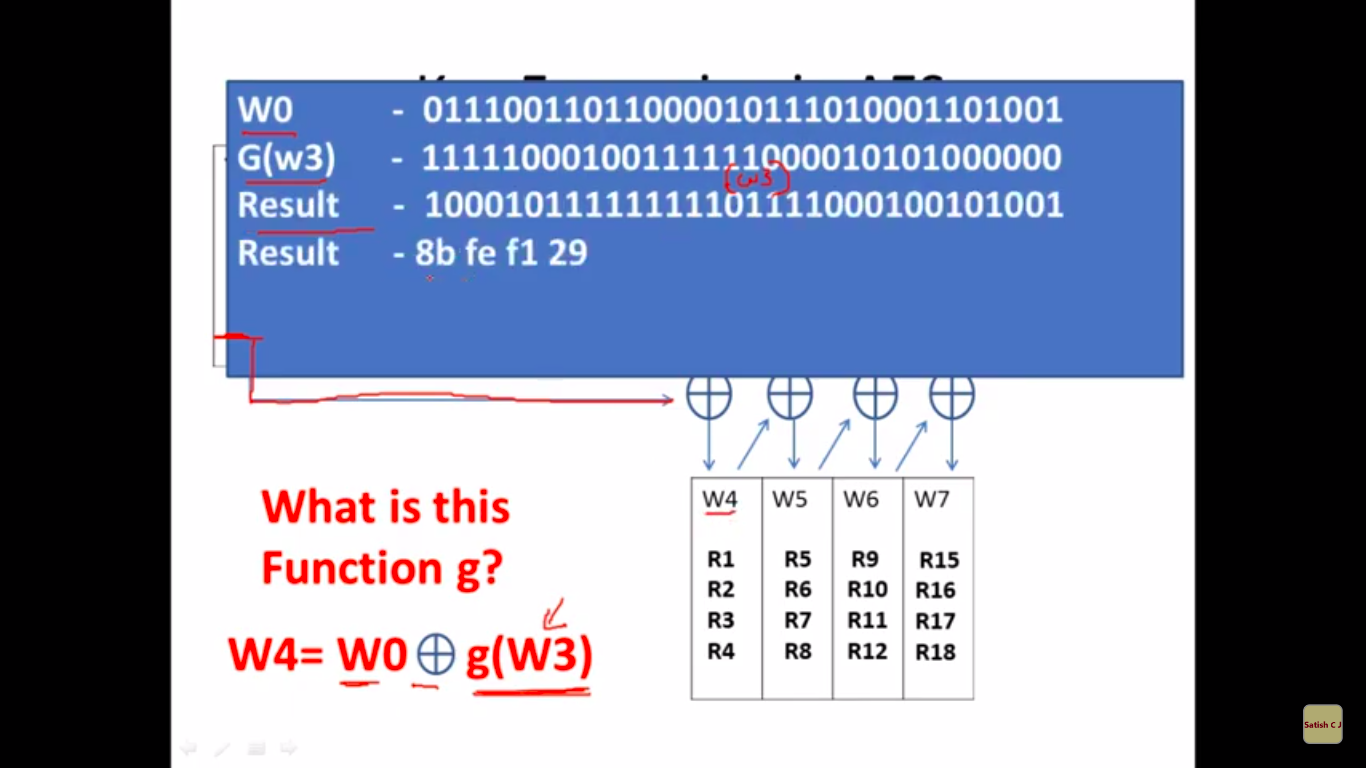 W0 - 01110011011000010111010001101001
G(w3) - 11111000100111111000010101000000
(w3)
Result - 10001011111111101111000100101001
Result - 8b fe f1 29
What is this
Function g?
W4= W0 ⊕ g(W3)
W4 W5 W6 W7
R1 R5 R9 R15
R2 R6 R10 R16
R3 R7 R11 R17
R4 R8 R12 R18
Satish C J